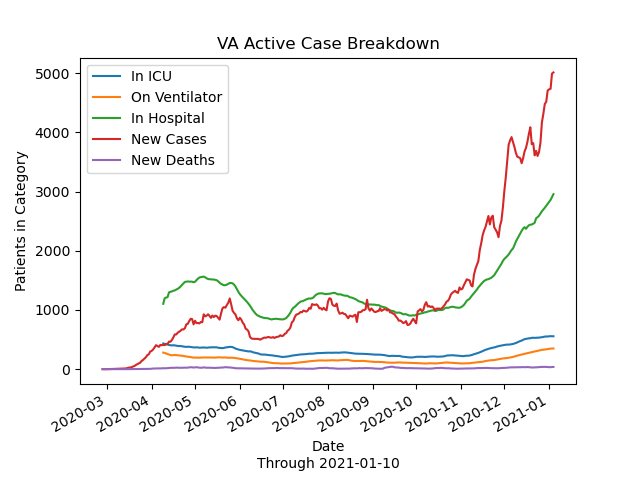 VA Active Case Breakdown
In ICU
On Ventilator
In Hospital
New Cases
New Deaths
Patients in Category
5000
4000
3000
2000
1000
0
2020-03
2020-04
2020-05
2020-06
2020-07
2020-08
2020-09
2020-10
2020-11
2020-12
2021-01
Date
Through 2021-01-10